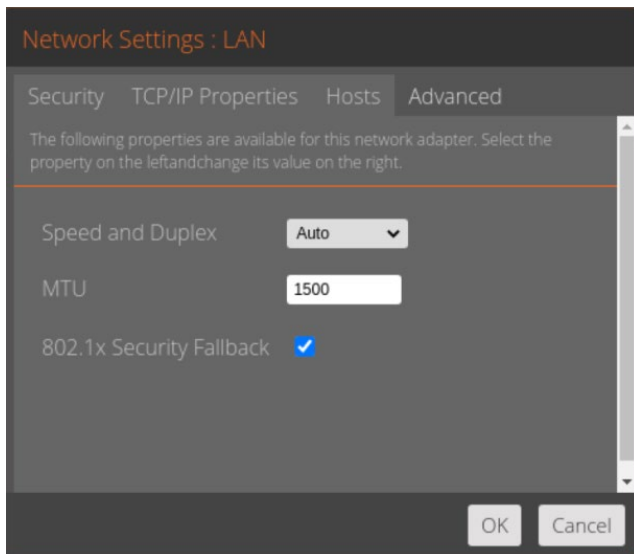 Network Settings : LAN
Security TCP/IP Properties Hosts Advanced
The following properties are available for this network adapter. Select the
property on the leftandchange its value on the right.
Speed and Duplex Auto
MTU 1500
802.1x Security Fallback
OK Cancel